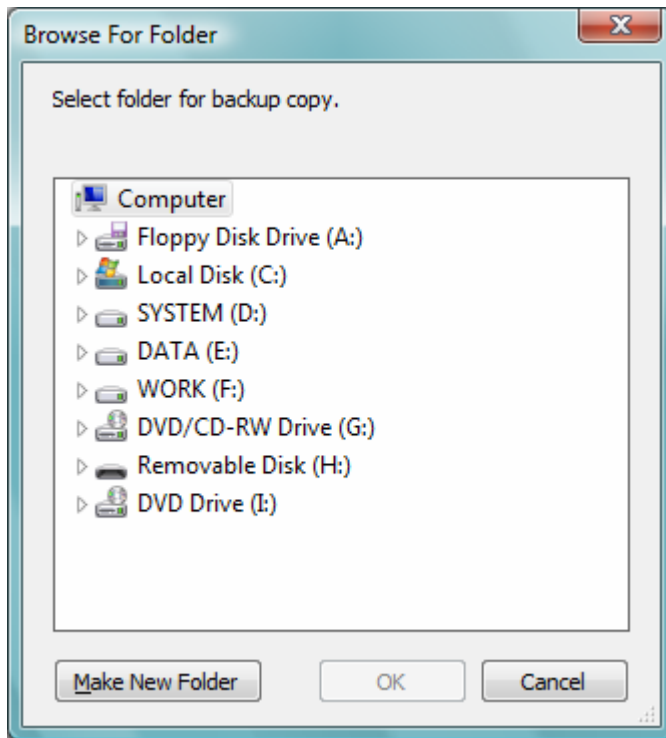 Browse For Folder
Select folder for backup copy.
Computer
Floppy Disk Drive (A:)
Local Disk (C:)
SYSTEM (D:)
DATA (E:)
WORK (F:)
DVD/CD-RW Drive (G:)
Removable Disk (H:)
DVD Drive (I:)
Make New Folder OK Cancel